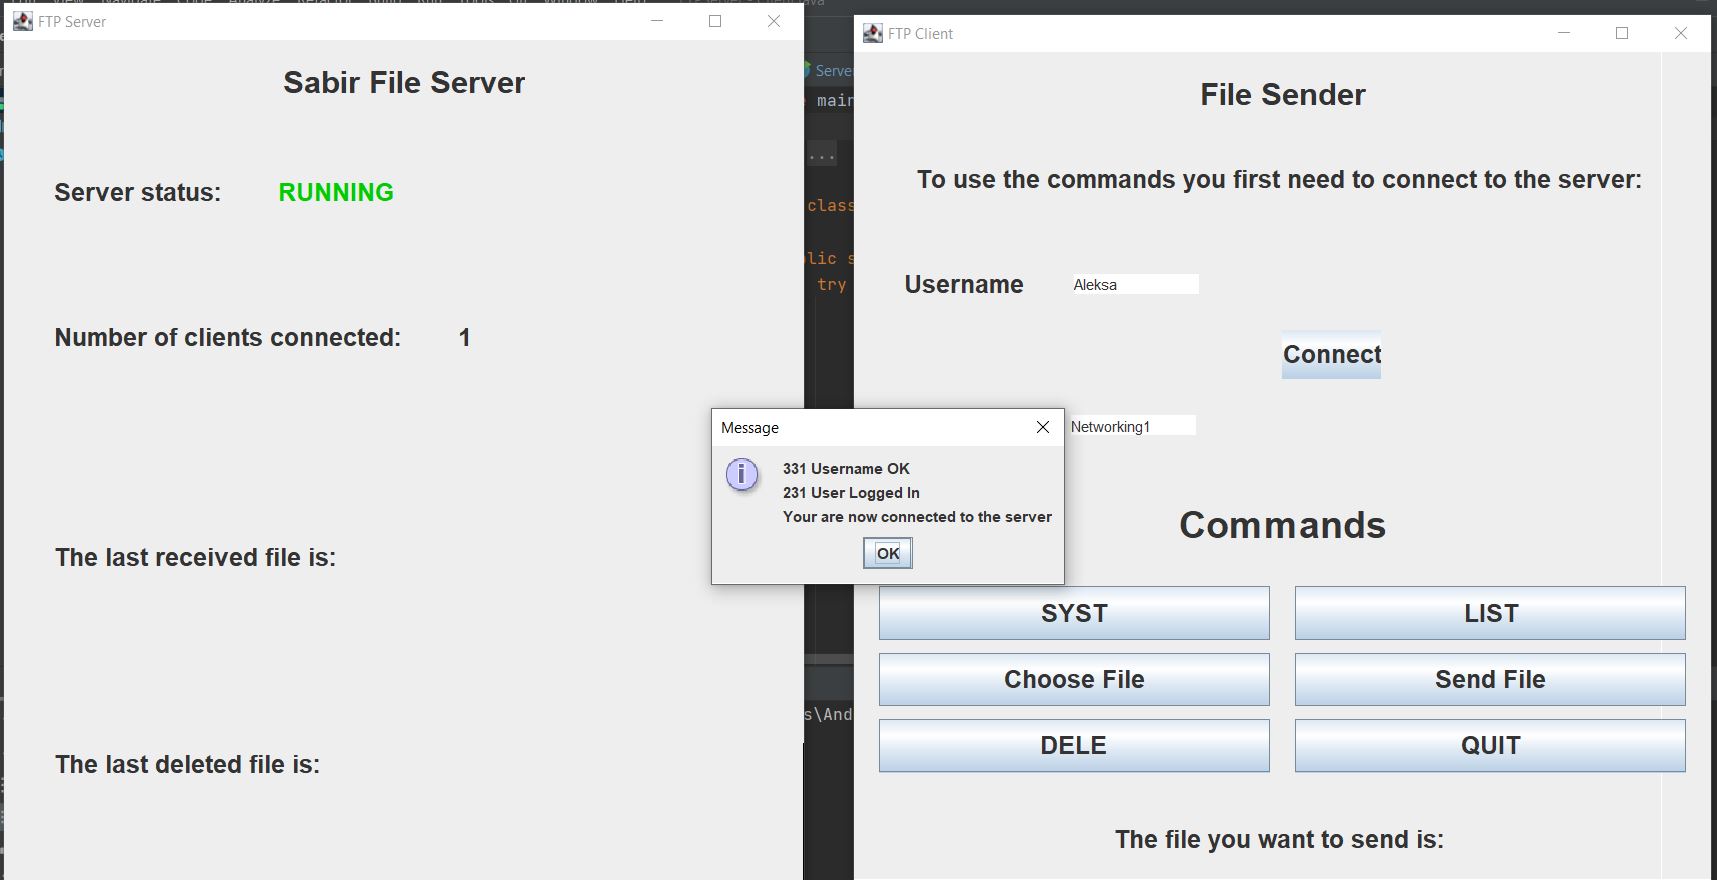 FTP Server
Sabir File Server
Server status: RUNNING
Number of clients connected: 1
The last received file is:
The last deleted file is:
Server
main
...
class
lic s
try
s\And
FTP Client
File Sender
To use the commands you first need to connect to the server:
Username Aleksa
Connect
Networking1
Message
331 Username OK
231 User Logged In
Your are now connected to the server
OK
Commands
SYST LIST
Choose File Send File
DELE QUIT
The file you want to send is: